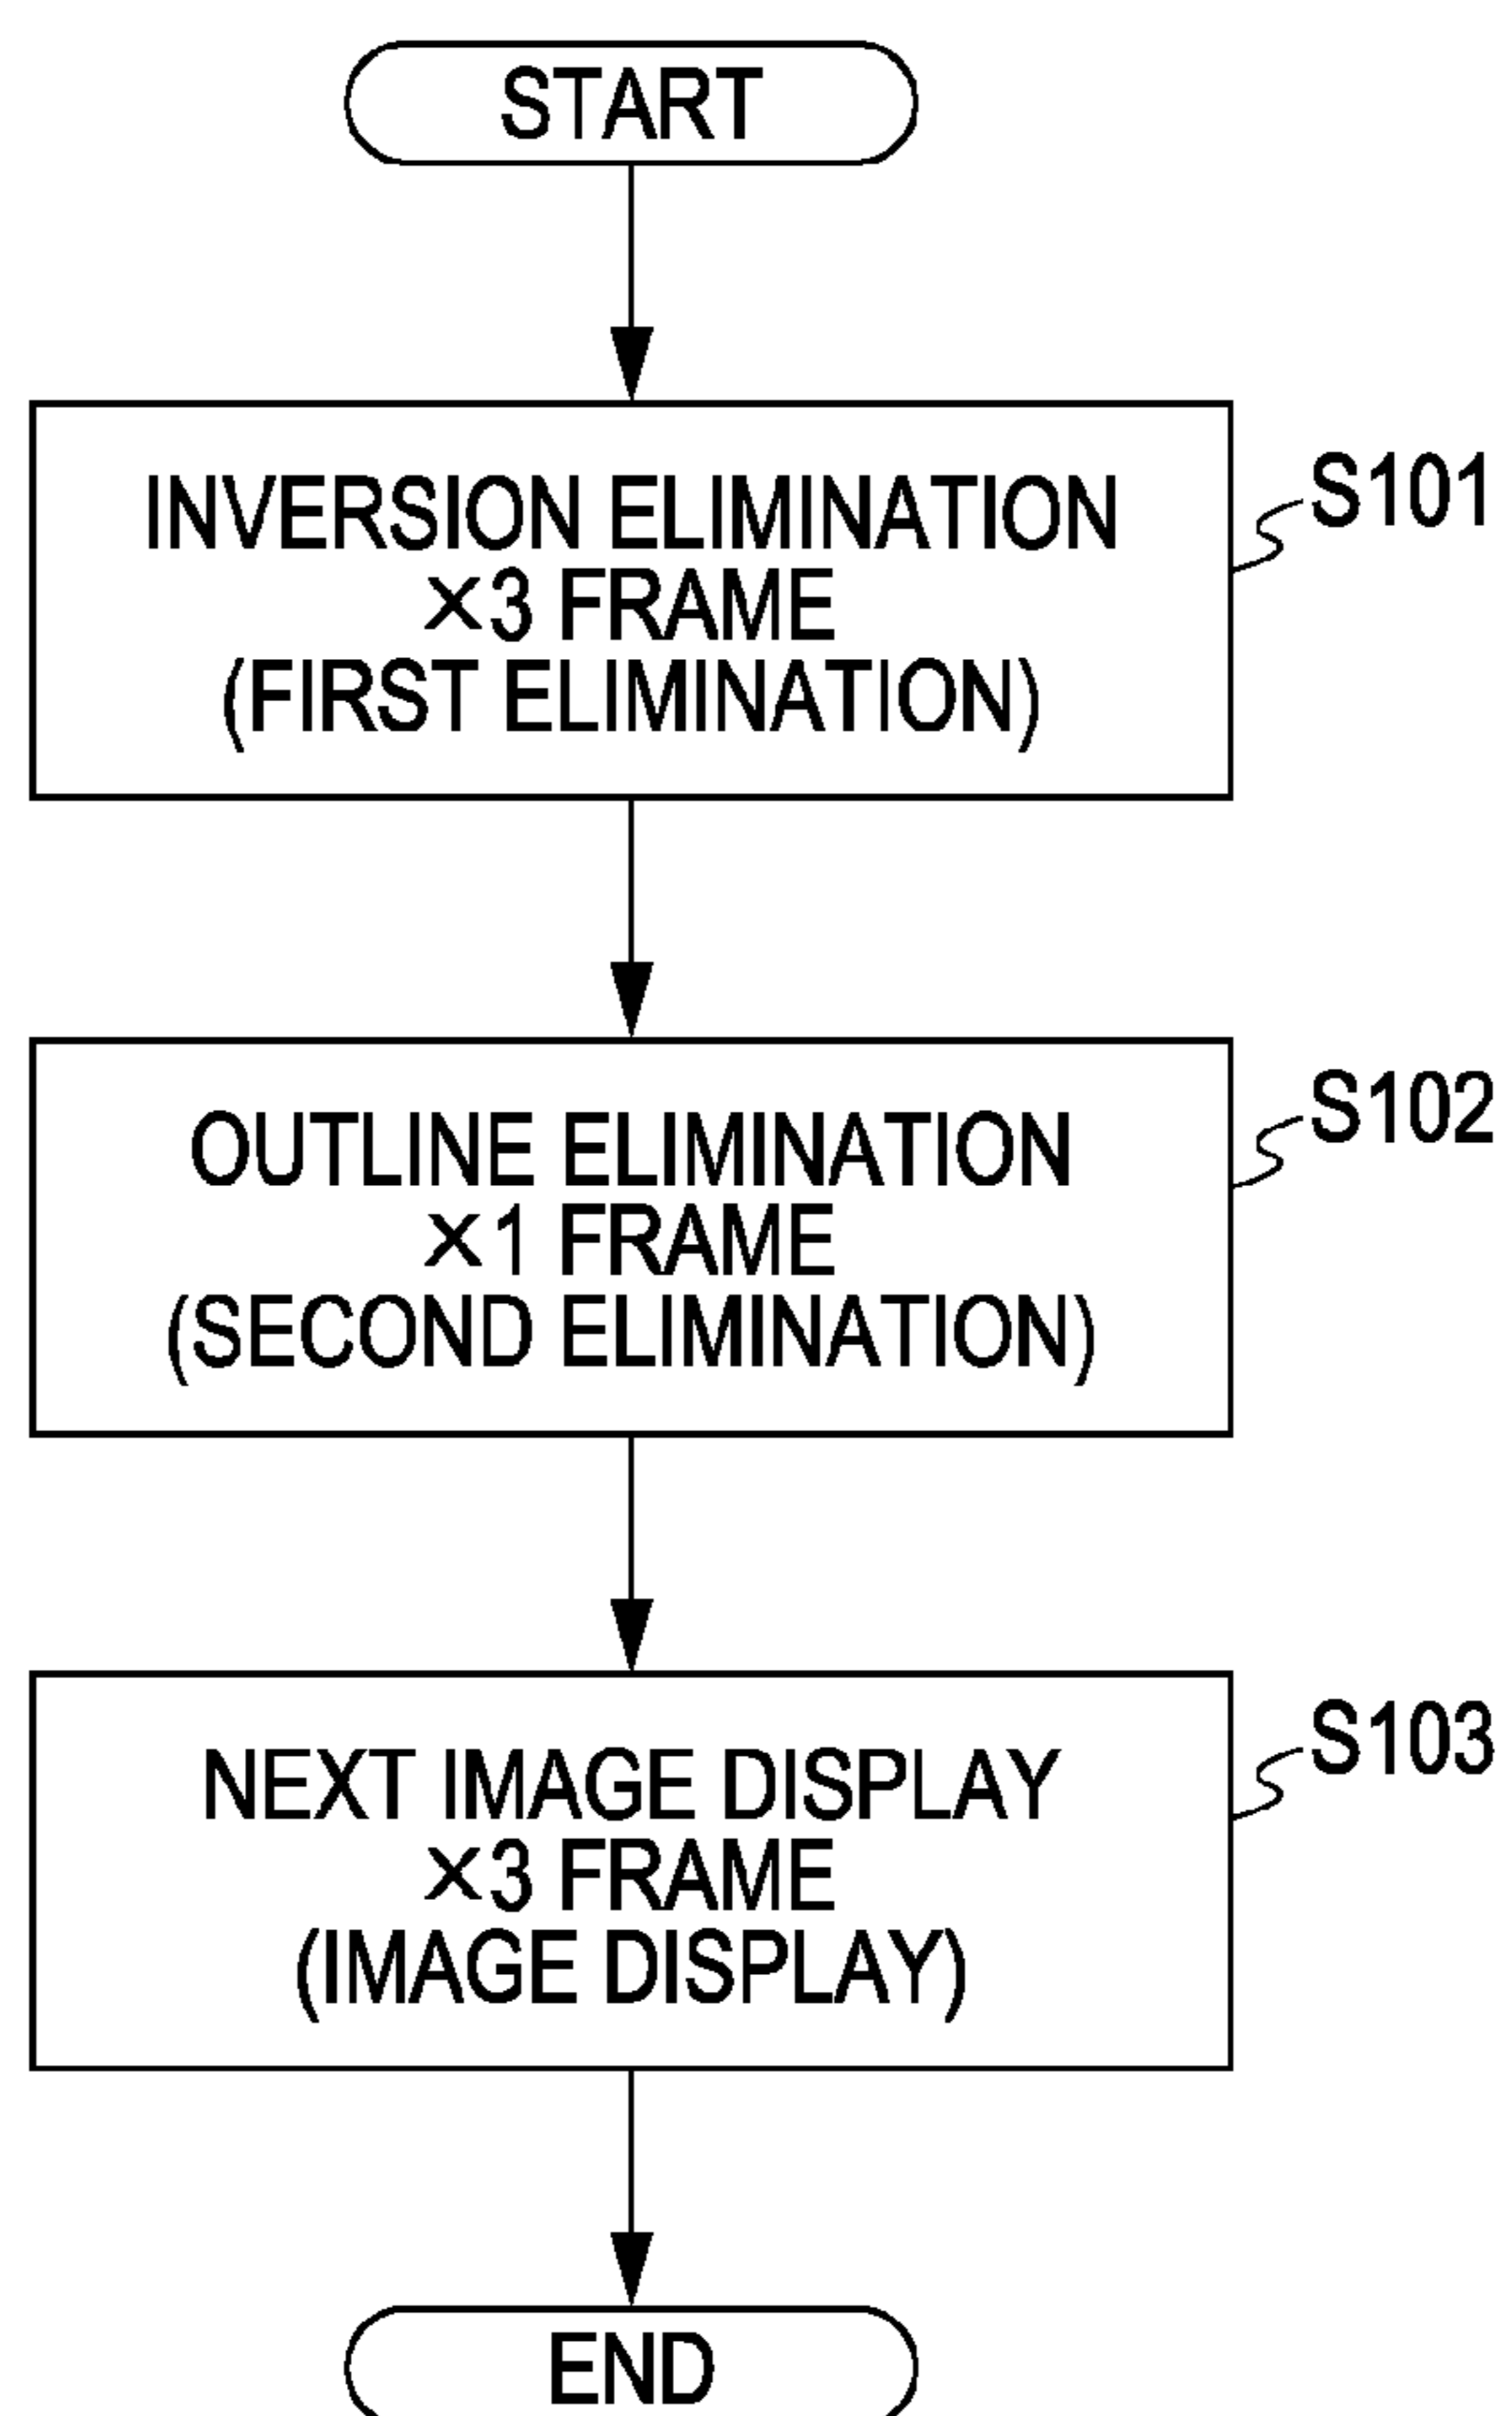 START
INVERSION ELIMINATION
×3 FRAME
(FIRST ELIMINATION)
S101
OUTLINE ELIMINATION
×1 FRAME
(SECOND ELIMINATION)
S102
NEXT IMAGE DISPLAY
×3 FRAME
(IMAGE DISPLAY)
S103
END